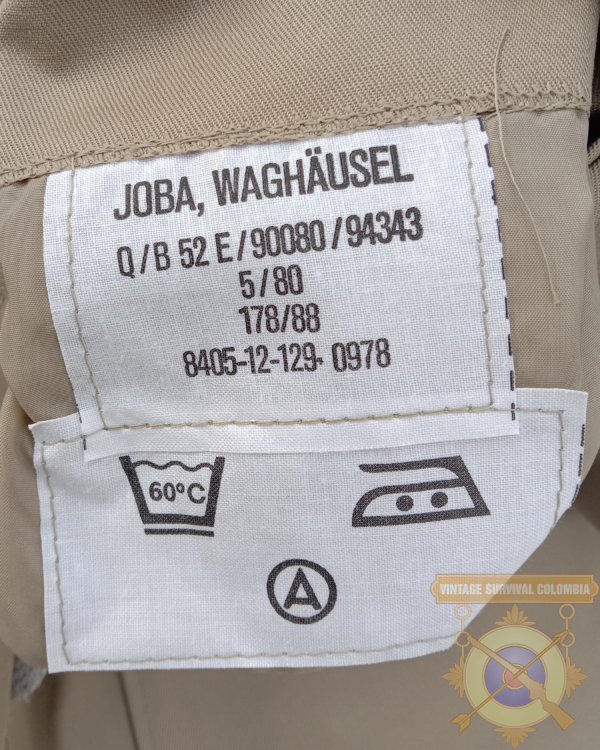 JOBA, WAGHÄUSEL
Q/B 52 E/90080/94343
5/80
178/88
8405-12-129-0978
60°C
A
VINTAGE SURVIVAL COLOMBIA